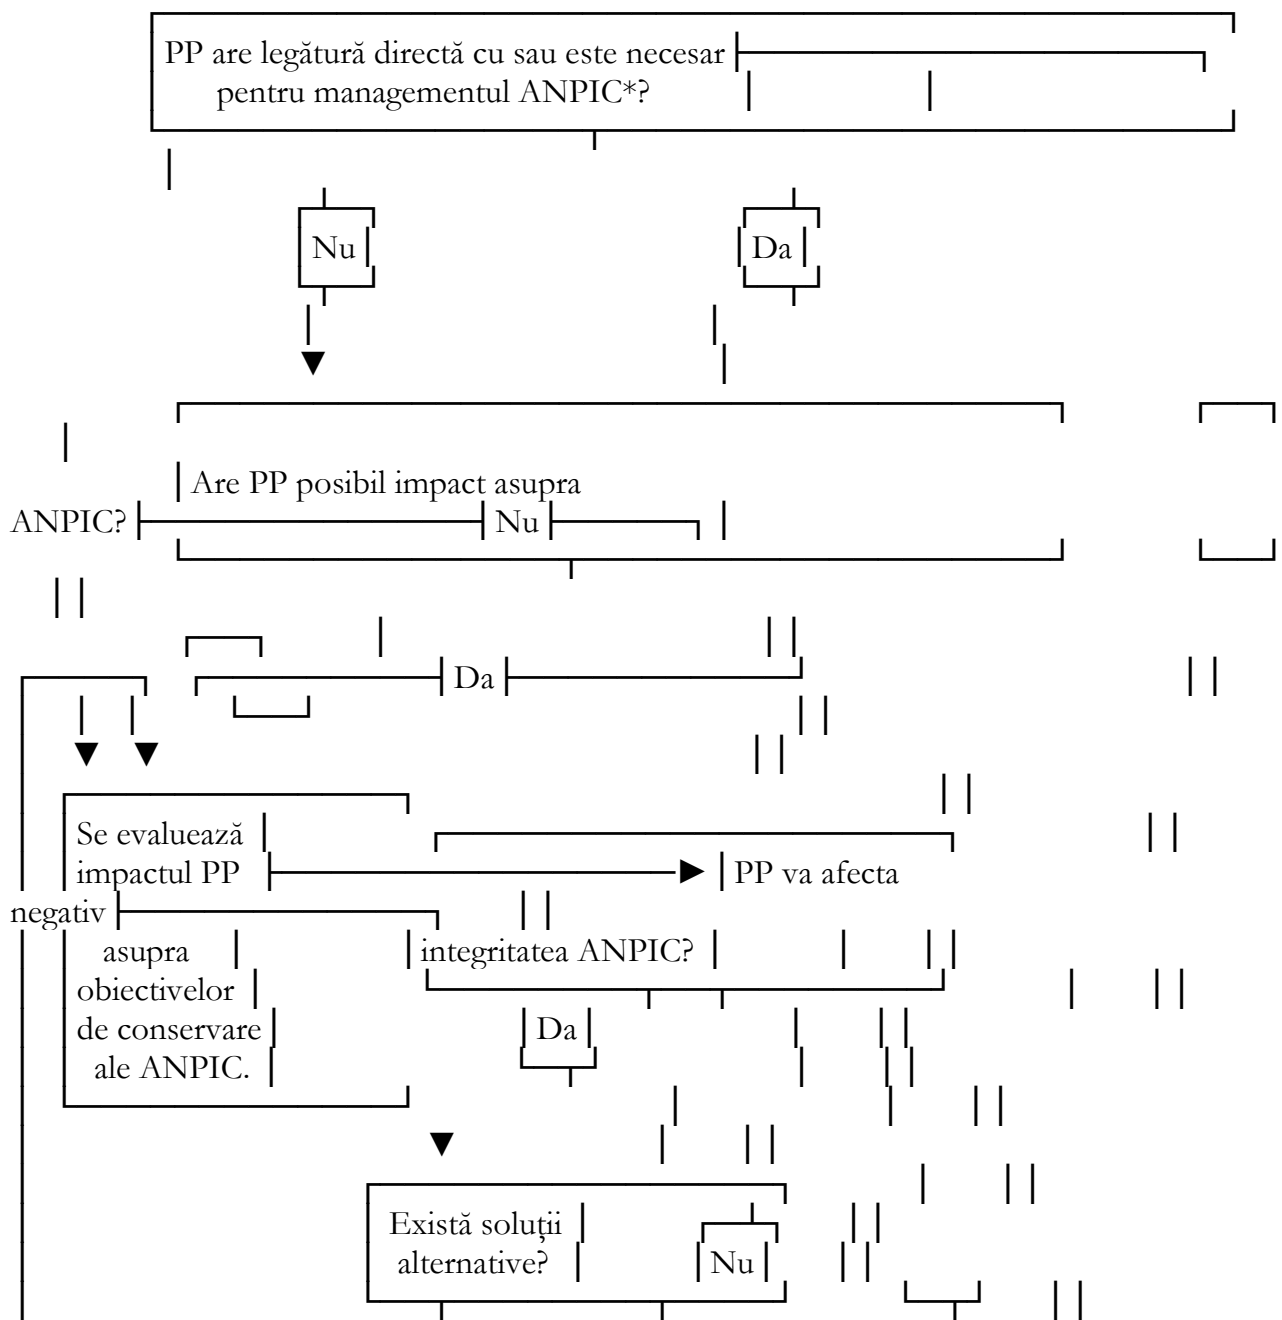 PP are legătură directă cu sau este necesar
pentru managementul ANPIC*?
Nu Da
Are PP posibil impact asupra
ANPIC? Nu
Da
Se evaluează
impactul PP PP va afecta
negativ
asupra integritatea ANPIC?
obiectivelor
de conservare Da
ale ANPIC.
Există soluții
alternative? Nu